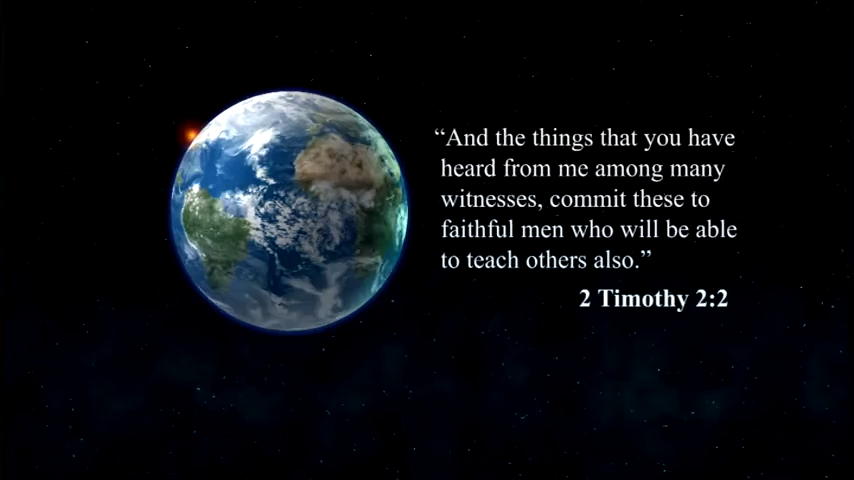 “And the things that you have
heard from me among many
witnesses, commit these to
faithful men who will be able
to teach others also.”
2 Timothy 2:2